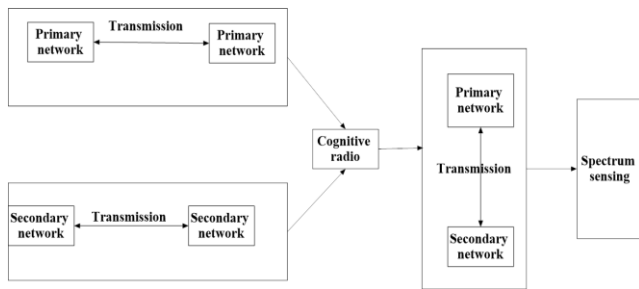 Transmission
Primary
network
Primary
network
Secondary
network
Transmission
Secondary
network
Cognitive
radio
Primary
network
Transmission
Secondary
network
Spectrum
sensing